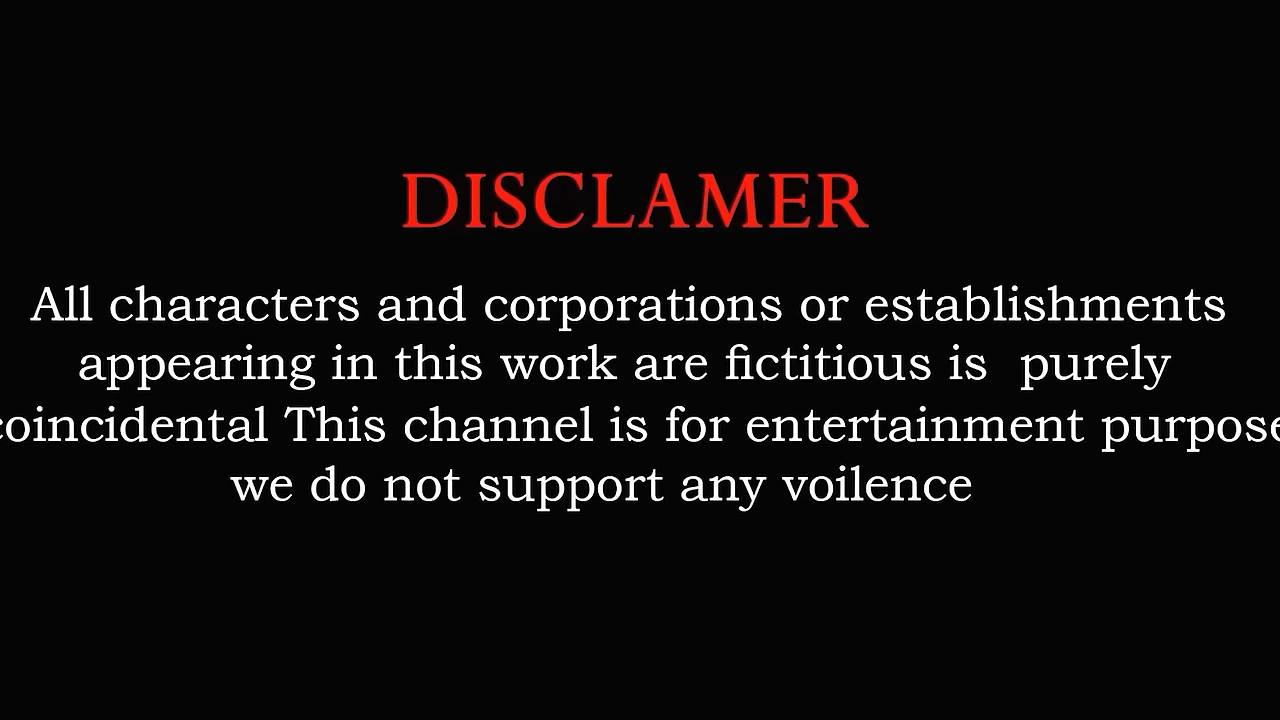 DISCLAMER
All characters and corporations or establishments
appearing in this work are fictitious is  purely
coincidental This channel is for entertainment purpose
we do not support any voilence